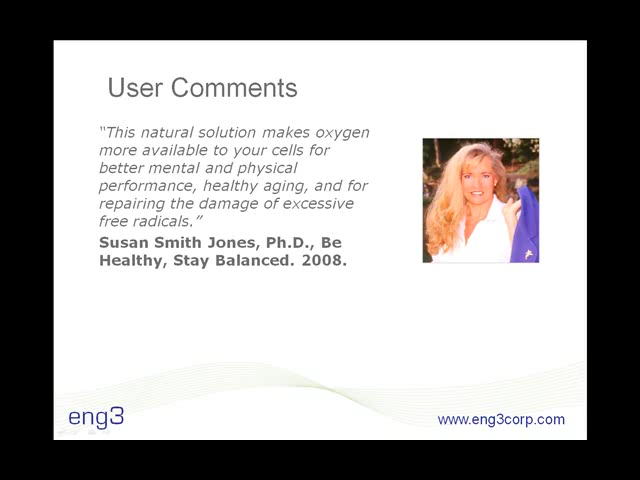 User Comments
“This natural solution makes oxygen
more available to your cells for
better mental and physical
performance, healthy aging, and for
repairing the damage of excessive
free radicals.”
Susan Smith Jones, Ph.D., Be
Healthy, Stay Balanced. 2008.
eng3
www.eng3corp.com